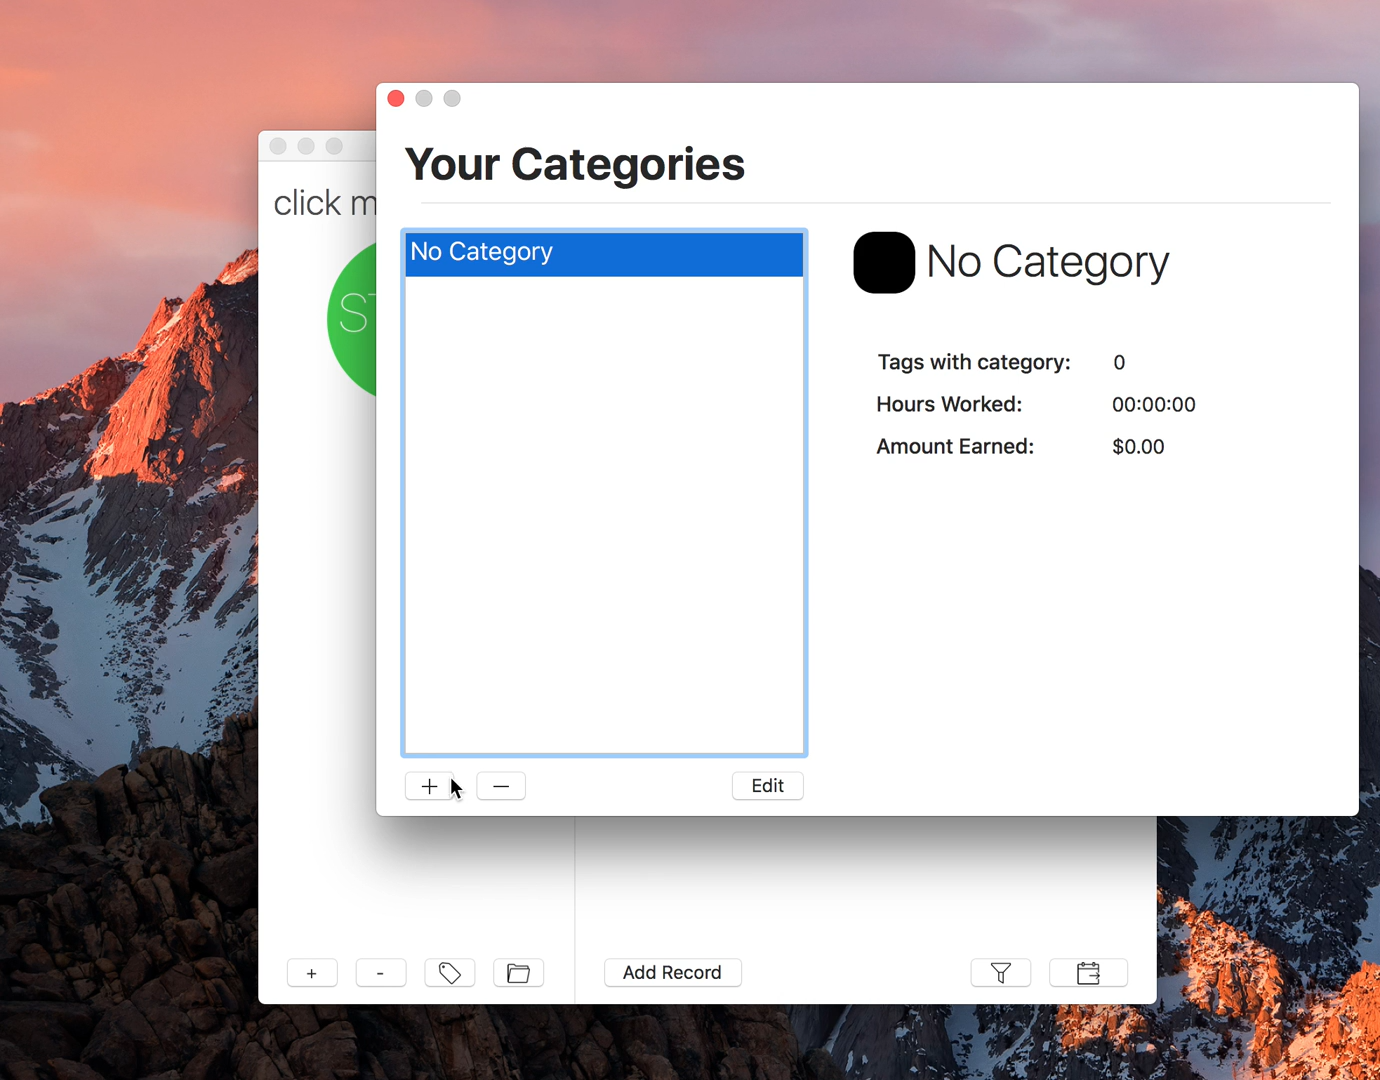 Your Categories
click m
ST
No Category
No Category
Tags with category: 0
Hours Worked: 00:00:00
Amount Earned: $0.00
+ − Edit
+ - Add Record